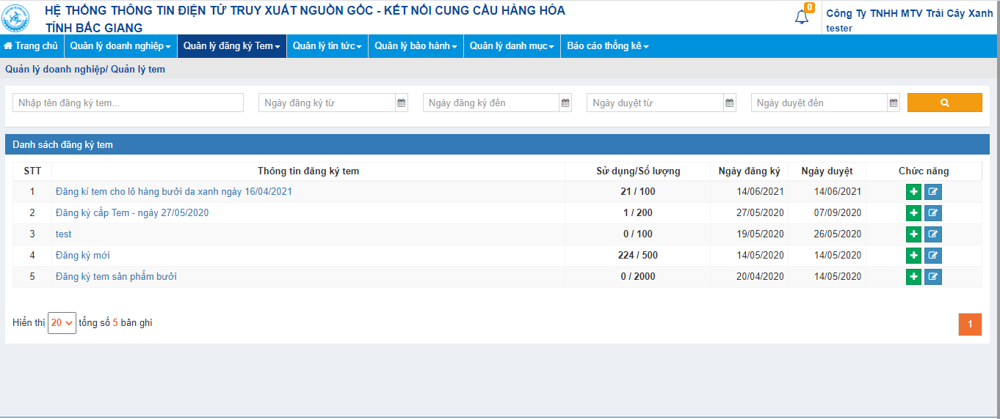 HỆ THỐNG THÔNG TIN ĐIỆN TỬ TRUY XUẤT NGUỒN GỐC - KẾT NỐI CUNG CẦU HÀNG HÓA
TỈNH BẮC GIANG
0
Công Ty TNHH MTV Trái Cây Xanh
tester
Trang chủ Quản lý doanh nghiệp Quản lý đăng ký Tem Quản lý tin tức Quản lý bảo hành Quản lý danh mục Báo cáo thống kê
Quản lý doanh nghiệp/ Quản lý tem
Nhập tên đăng ký tem... Ngày đăng ký từ Ngày đăng ký đến Ngày duyệt từ Ngày duyệt đến
Danh sách đăng ký tem
STT Thông tin đăng ký tem Sử dụng/Số lượng Ngày đăng ký Ngày duyệt Chức năng
1 Đăng kí tem cho lô hàng bưởi da xanh ngày 16/04/2021 21 / 100 14/06/2021 14/06/2021
2 Đăng ký cấp Tem - ngày 27/05/2020 1 / 200 27/05/2020 07/09/2020
3 test 0 / 100 19/05/2020 26/05/2020
4 Đăng ký mới 224 / 500 14/05/2020 14/05/2020
5 Đăng ký tem sản phẩm bưởi 0 / 2000 20/04/2020 14/05/2020
Hiển thị 20 tổng số 5 bản ghi
1